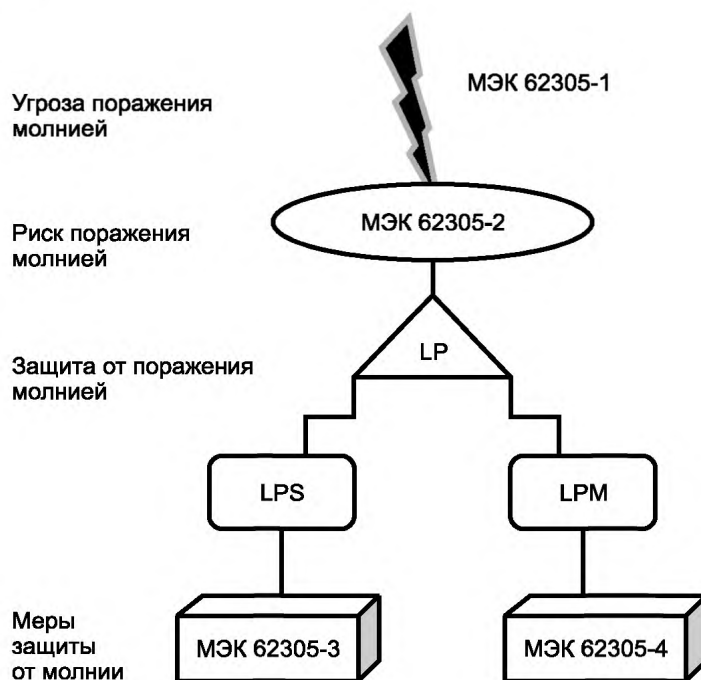 МЭК 62305-1
Угроза поражения
молнией
МЭК 62305-2
Риск поражения
молнией
LP
Защита от поражения
молнией
LPS
LPM
Меры
защиты
от молнии
МЭК 62305-3
МЭК 62305-4